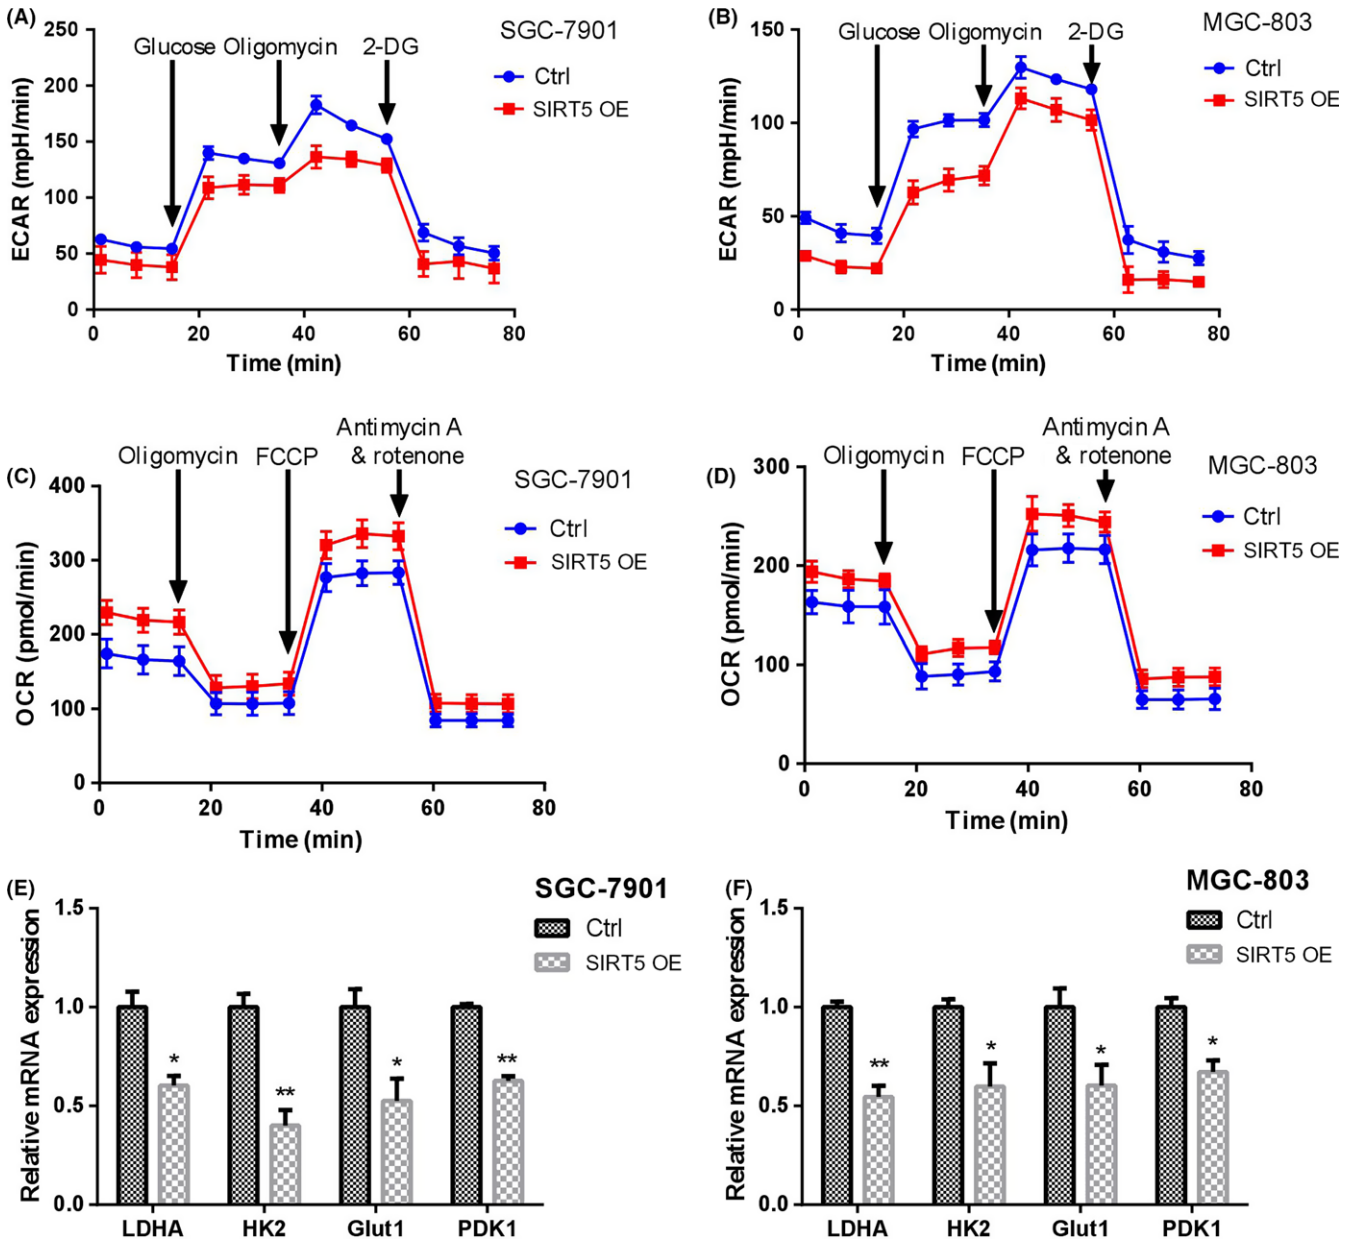 (A)
SGC-7901
Glucose Oligomycin 2-DG
Ctrl
SIRT5 OE
ECAR (mpH/min)
250
200
150
100
50
0
0 20 40 60 80
Time (min)
(B)
MGC-803
Glucose Oligomycin 2-DG
Ctrl
SIRT5 OE
ECAR (mpH/min)
150
100
50
0
0 20 40 60 80
Time (min)
(C)
SGC-7901
Antimycin A
Oligomycin FCCP & rotenone
Ctrl
SIRT5 OE
OCR (pmol/min)
400
300
200
100
0
0 20 40 60 80
Time (min)
(D)
MGC-803
Antimycin A
Oligomycin FCCP & rotenone
Ctrl
SIRT5 OE
OCR (pmol/min)
300
200
100
0
0 20 40 60 80
Time (min)
(E)
SGC-7901
Ctrl
SIRT5 OE
Relative mRNA expression
1.5
1.0
0.5
0.0
* ** * **
LDHA HK2 Glut1 PDK1
(F)
MGC-803
Ctrl
SIRT5 OE
Relative mRNA expression
1.5
1.0
0.5
0.0
** * * *
LDHA HK2 Glut1 PDK1